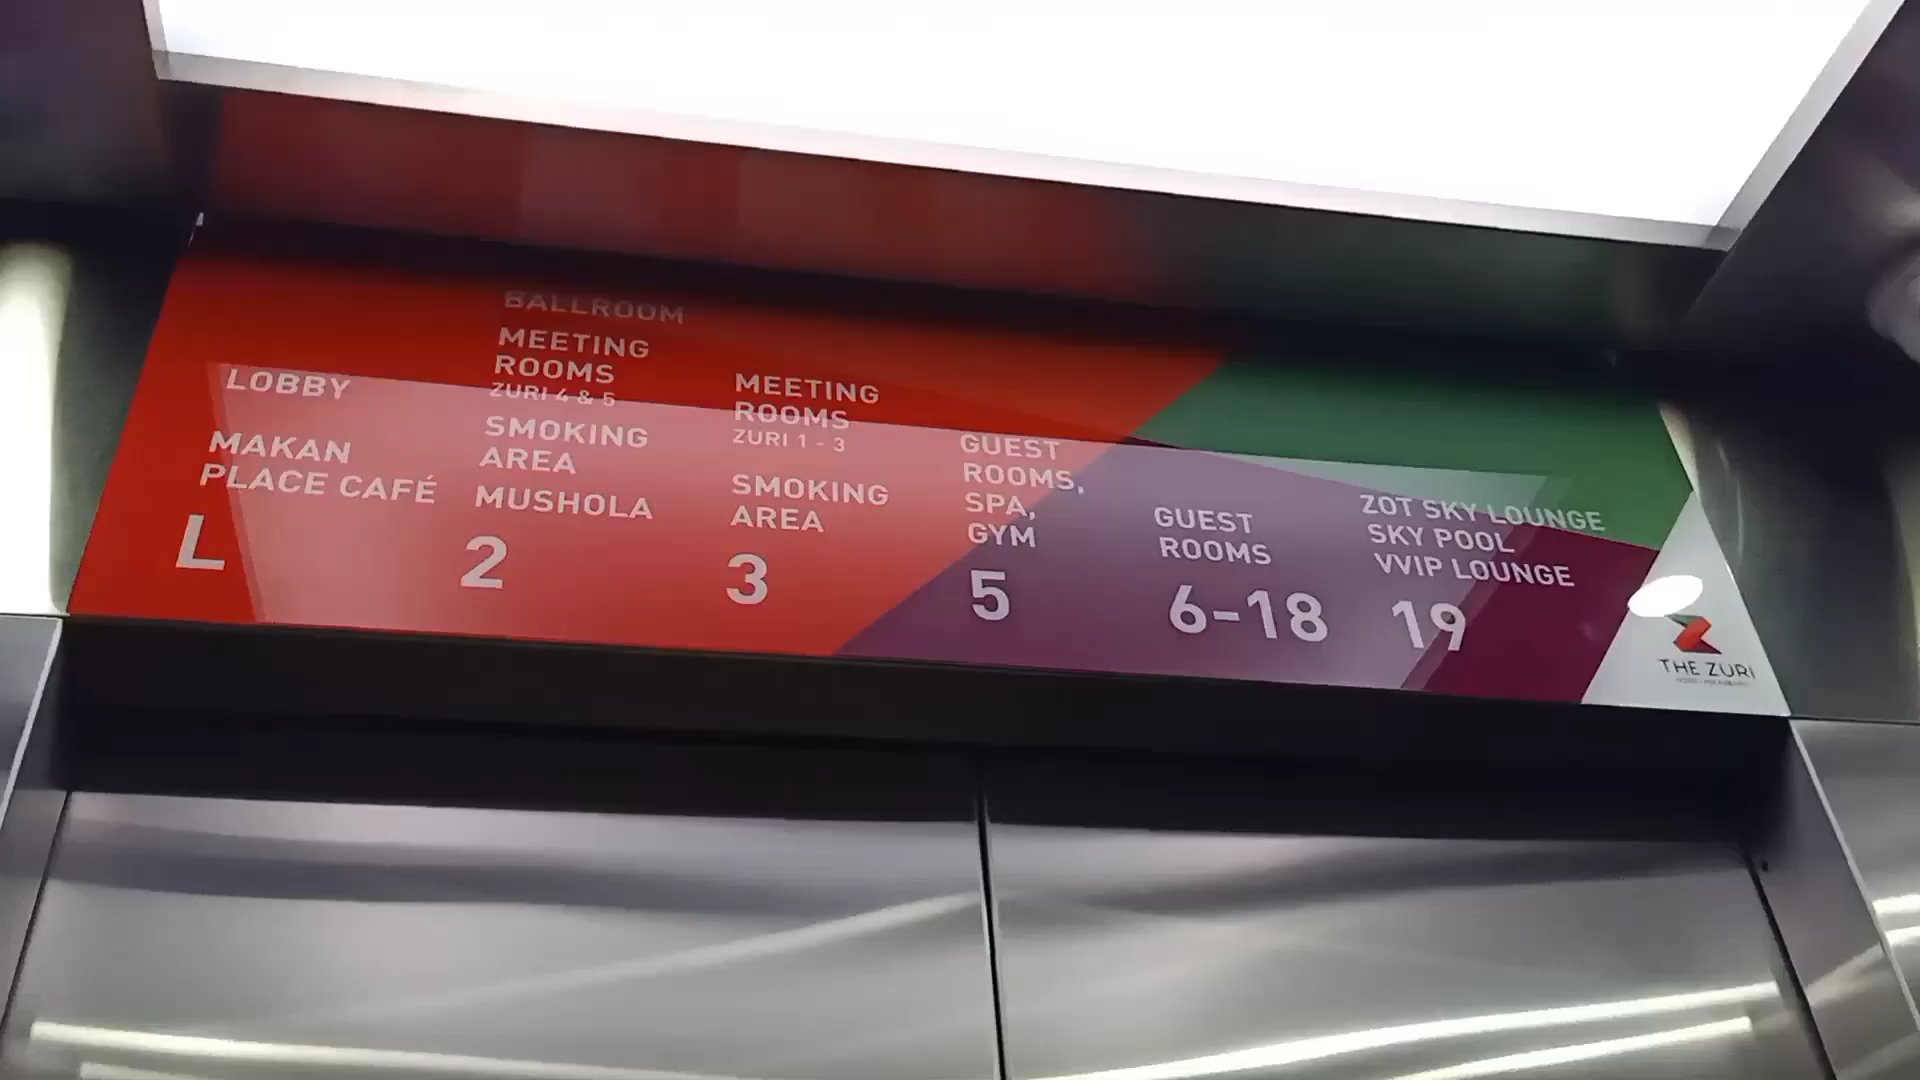 LOBBY
MAKAN
PLACE CAFÉ
L
BALLROOM
MEETING
ROOMS
ZURI 4 & 5
SMOKING
AREA
MUSHOLA
2
MEETING
ROOMS
ZURI 1 - 3
SMOKING
AREA
3
GUEST
ROOMS,
SPA,
GYM
5
GUEST
ROOMS
6-18
ZOT SKY LOUNGE
SKY POOL
VVIP LOUNGE
19
THE ZURI